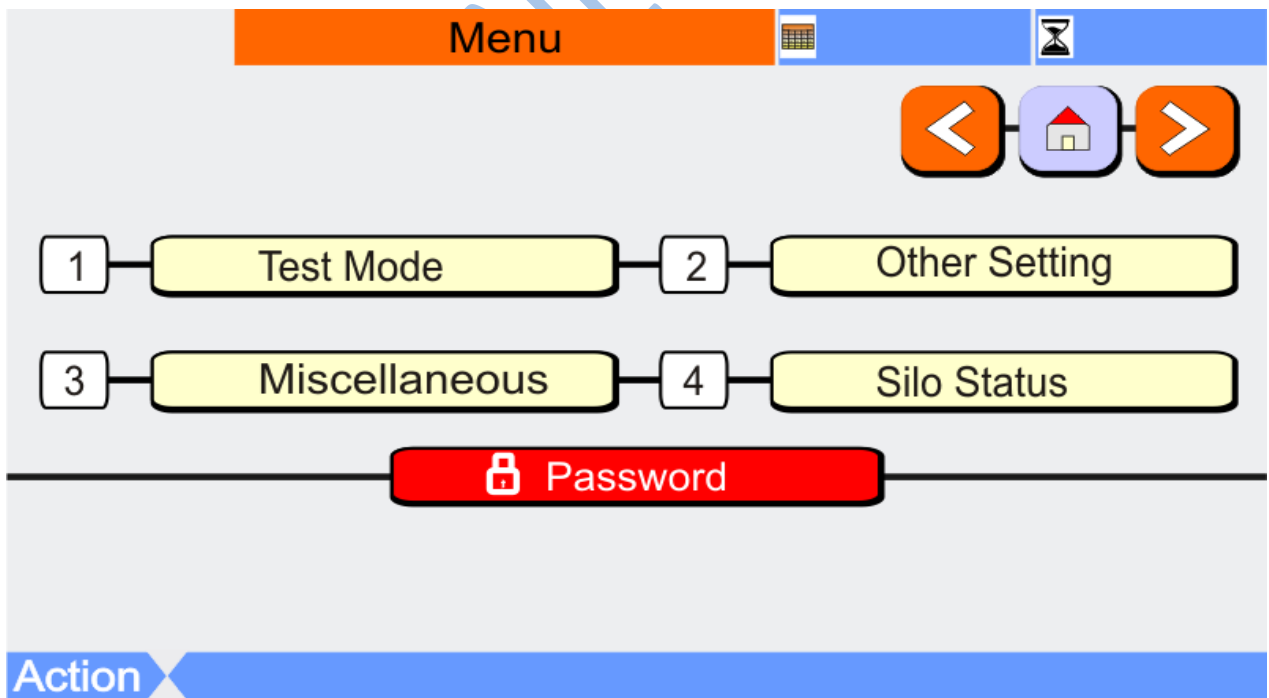 Menu
1 Test Mode 2 Other Setting
3 Miscellaneous 4 Silo Status
Password
Action